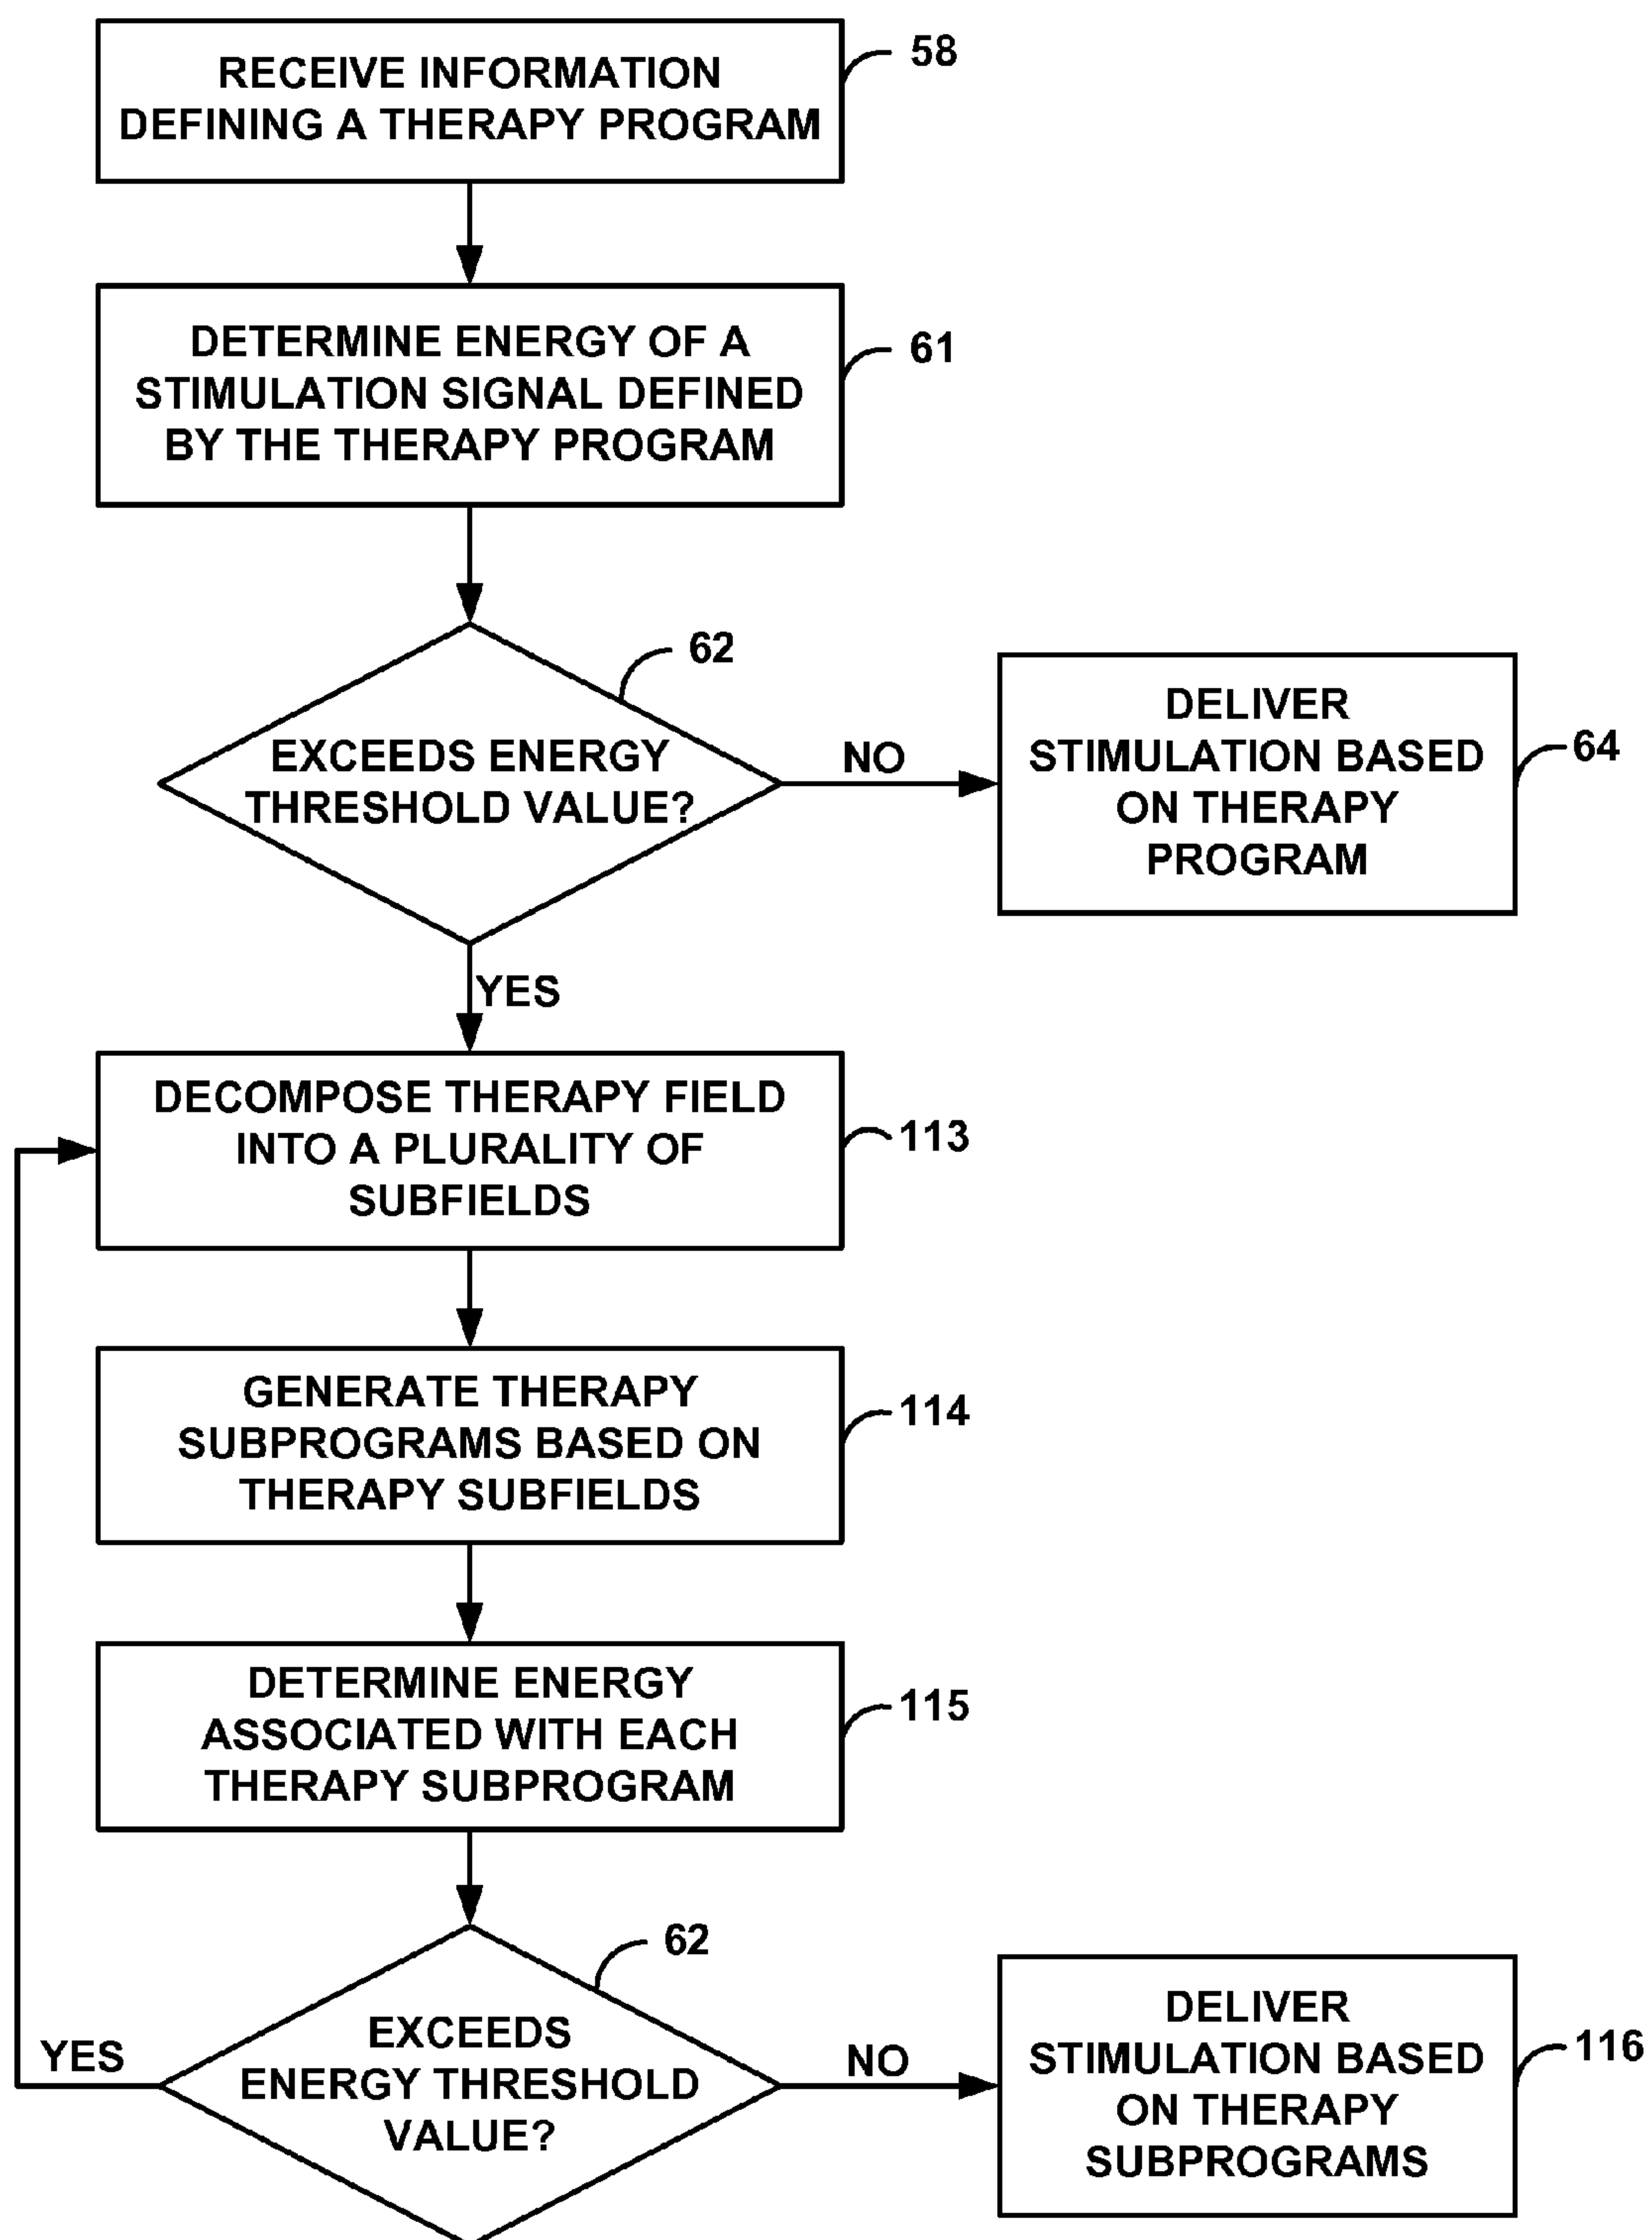 RECEIVE INFORMATION
DEFINING A THERAPY PROGRAM
58
DETERMINE ENERGY OF A
STIMULATION SIGNAL DEFINED
BY THE THERAPY PROGRAM
61
62
EXCEEDS ENERGY
THRESHOLD VALUE?
NO
DELIVER
STIMULATION BASED
ON THERAPY
PROGRAM
64
YES
DECOMPOSE THERAPY FIELD
INTO A PLURALITY OF
SUBFIELDS
113
GENERATE THERAPY
SUBPROGRAMS BASED ON
THERAPY SUBFIELDS
114
DETERMINE ENERGY
ASSOCIATED WITH EACH
THERAPY SUBPROGRAM
115
62
EXCEEDS
ENERGY THRESHOLD
VALUE?
YES
NO
DELIVER
STIMULATION BASED
ON THERAPY
SUBPROGRAMS
116